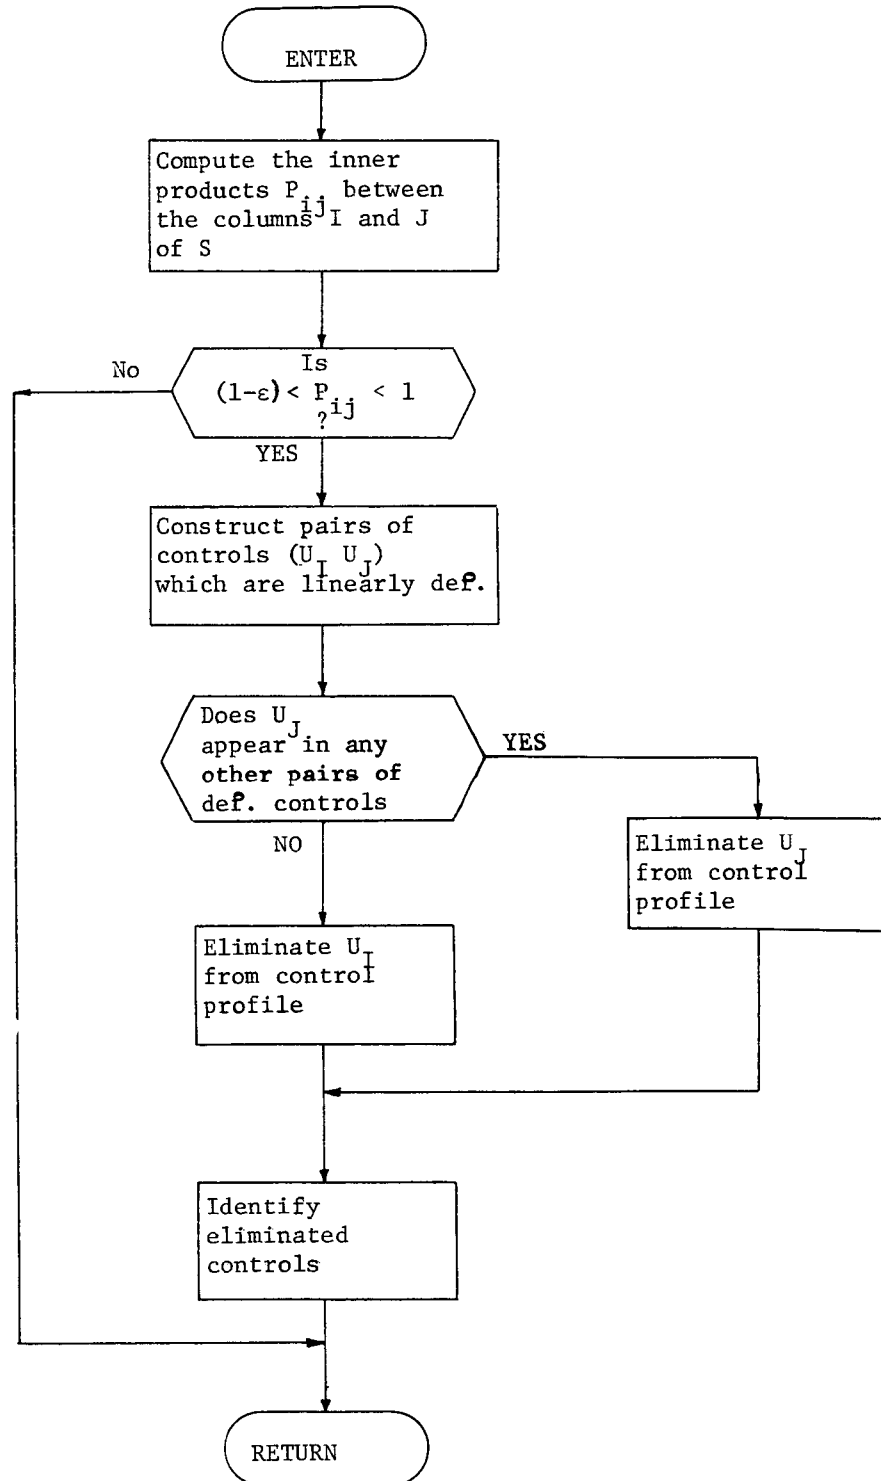 ENTER
Compute the inner
products P_ij between
the columns I and J
of S
Is
(1-ε) < P_ij < 1
?
No
YES
Construct pairs of
controls (U_I U_J)
which are linearly dep.
Does U_J
appear in any
other pairs of
dep. controls
YES
NO
Eliminate U_J
from control
profile
Eliminate U_I
from control
profile
Identify
eliminated
controls
RETURN